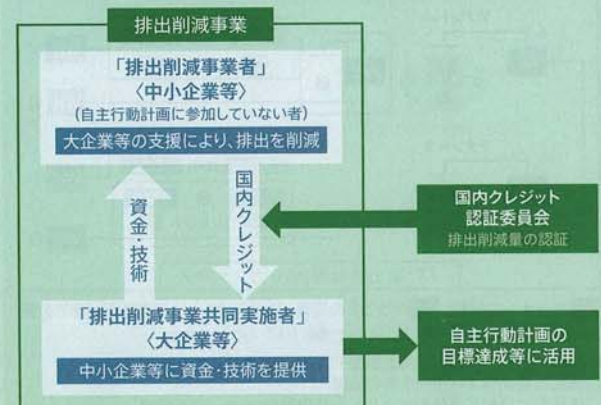 排出削減事業
「排出削減事業者」
〈中小企業等〉
(自主行動計画に参加していない者)
大企業等の支援により、排出を削減
資金・技術
国内クレジット
国内クレジット
認証委員会
排出削減量の認証
「排出削減事業共同実施者」
〈大企業等〉
中小企業等に資金・技術を提供
自主行動計画の
目標達成等に活用